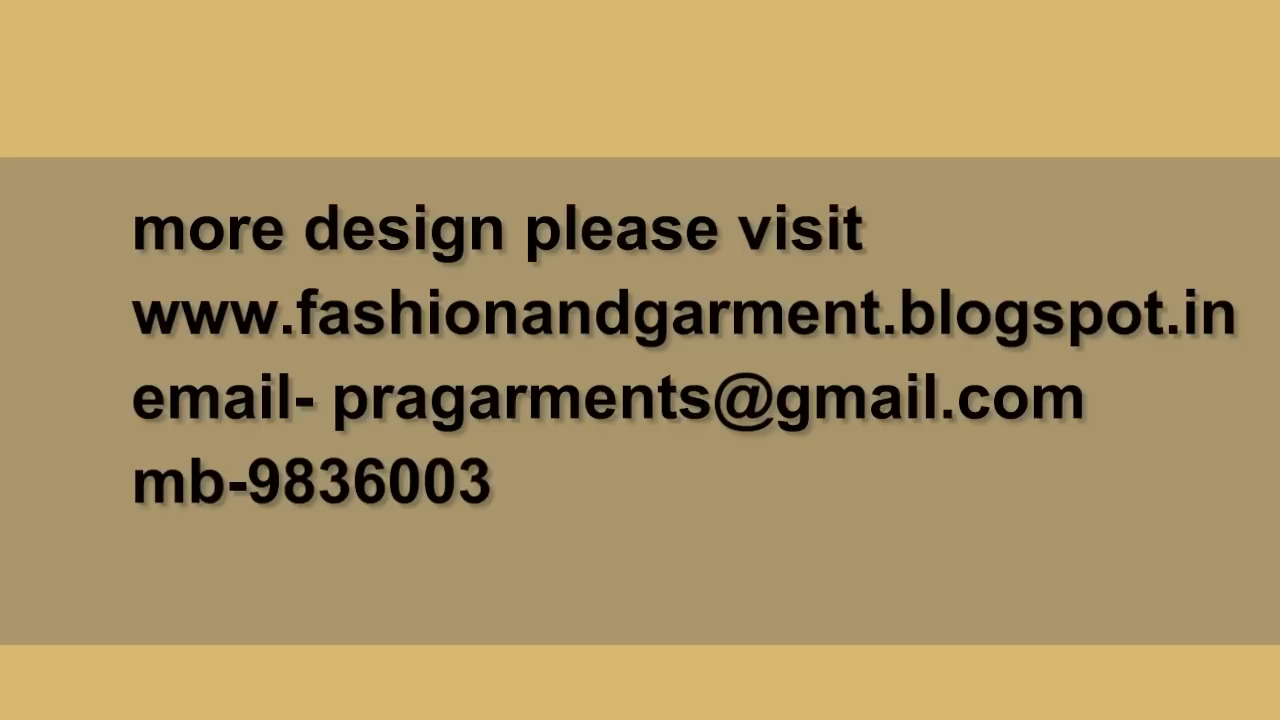 more design please visit
www.fashionandgarment.blogspot.in
email- pragarments@gmail.com
mb-9836003